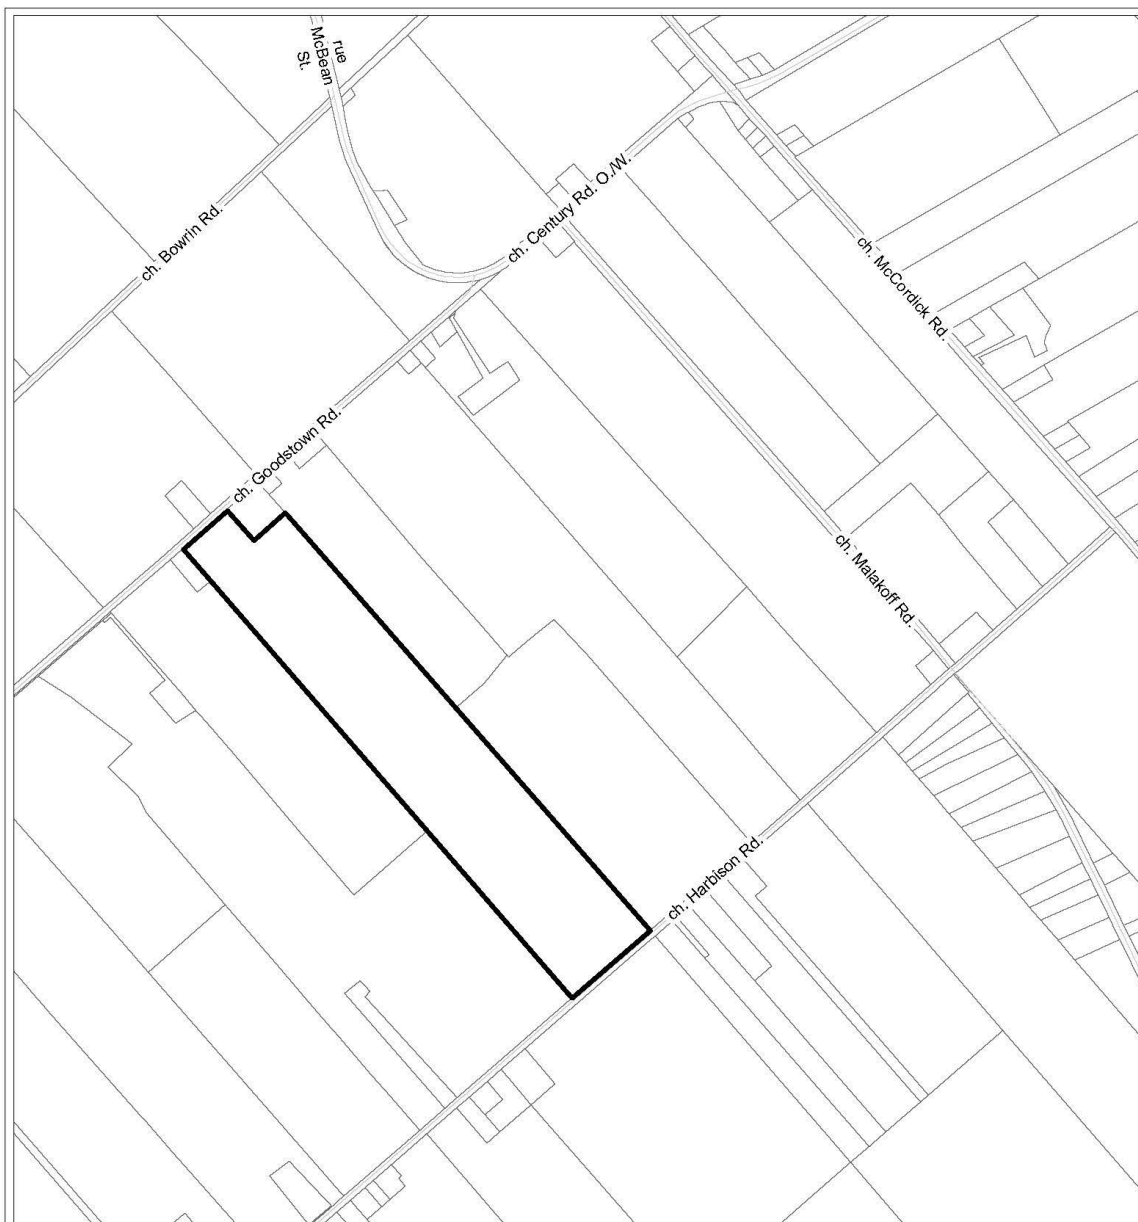 rue
McBean
St.
ch. Bowrin Rd.
ch. Century Rd. O./W.
ch. McCordick Rd.
ch. Goodstown Rd.
ch. Malakoff Rd.
ch. Harbison Rd.